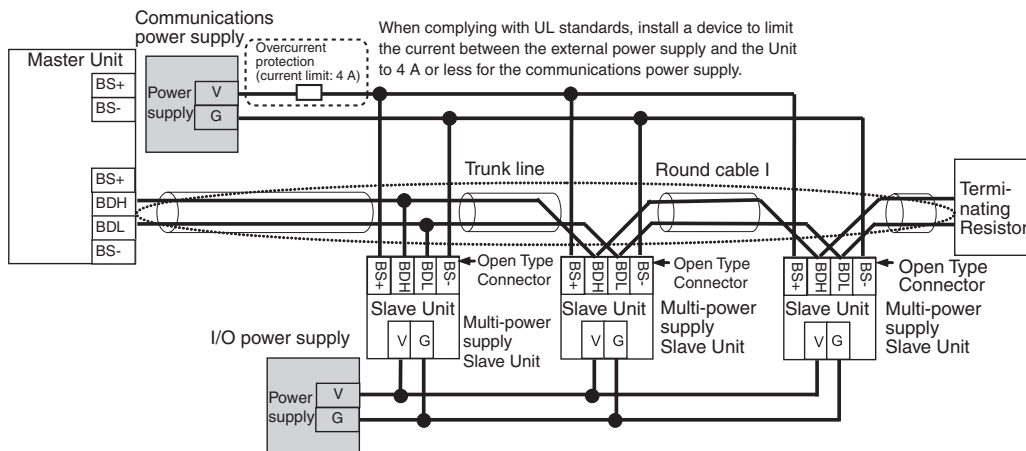 Communications
power supply
When complying with UL standards, install a device to limit
the current between the external power supply and the Unit
to 4 A or less for the communications power supply.
Overcurrent
protection
(current limit: 4 A)
Master Unit
BS+
BS-
Power
supply
V
G
BS+
BDH
BDL
BS-
Trunk line
Round cable I
Termi-
nating
Resistor
BS+
BDH
BDL
BS-
Open Type
Connector
Slave Unit
V
G
Multi-power
supply
Slave Unit
BS+
BDH
BDL
BS-
Open Type
Connector
Slave Unit
V
G
Multi-power
supply
Slave Unit
BS+
BDH
BDL
BS-
Open Type
Connector
Slave Unit
V
G
Multi-power
supply
Slave Unit
I/O power supply
Power
supply
V
G